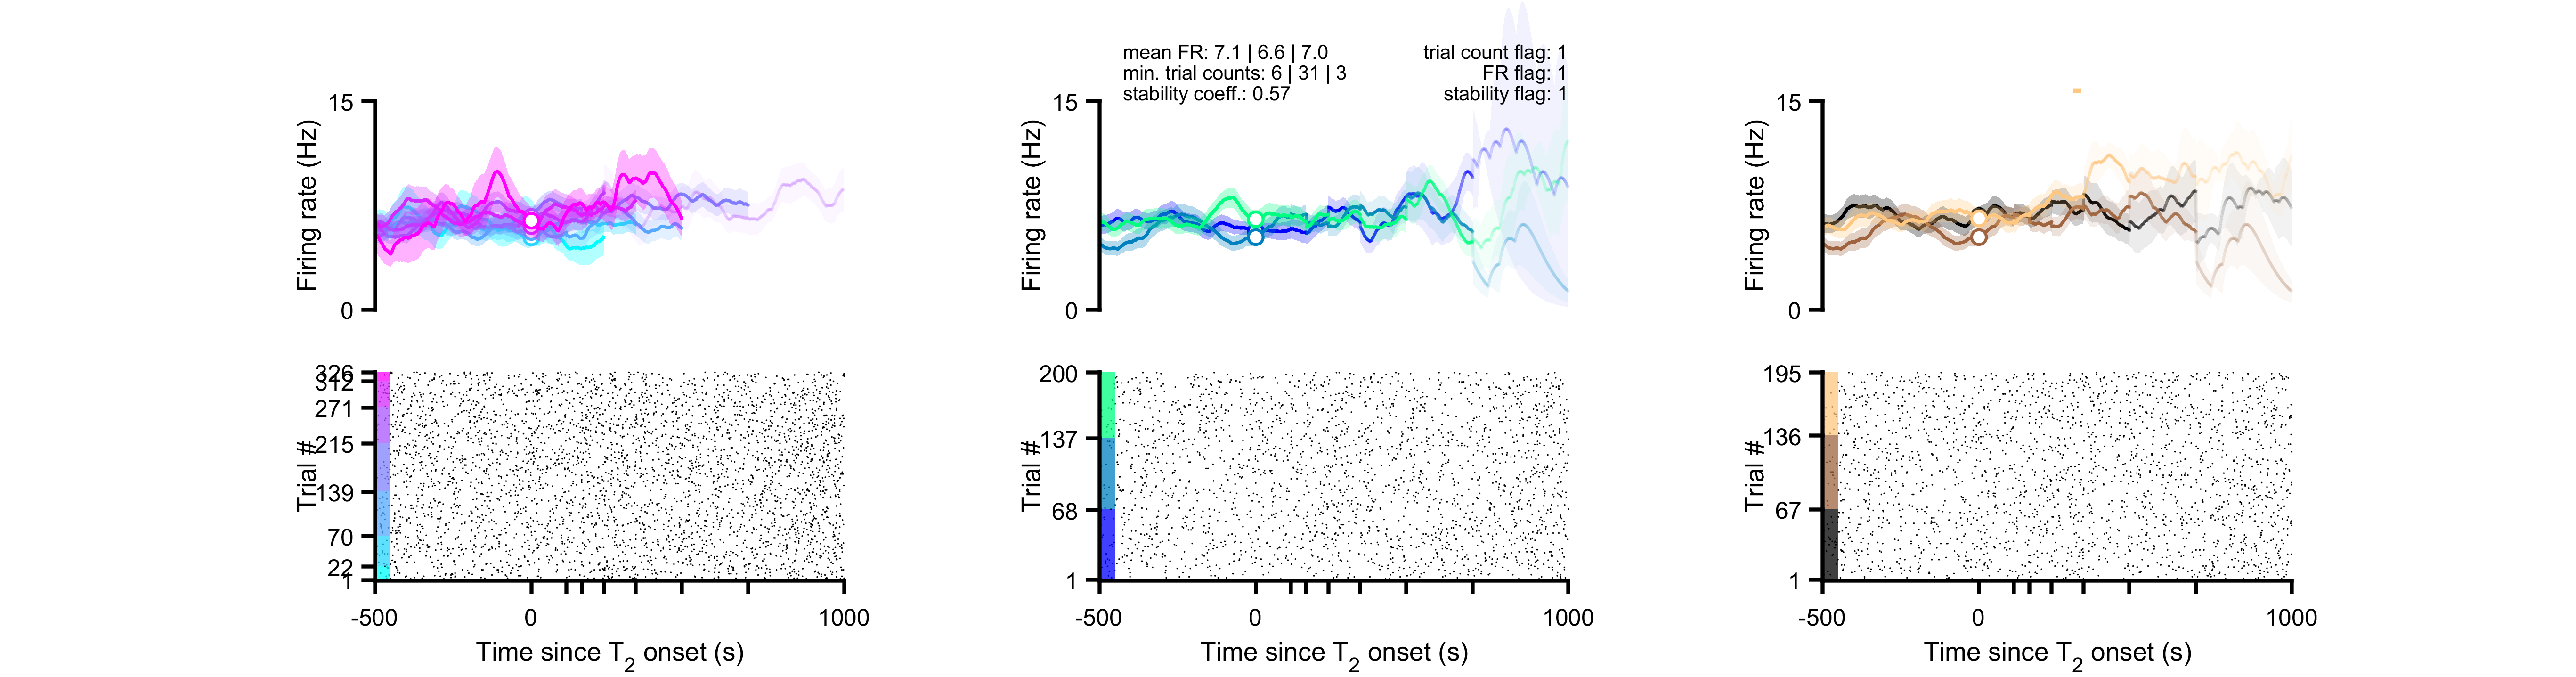 mean FR: 7.1 | 6.6 | 7.0
trial count flag: 1
min. trial counts: 6 | 31 | 3
FR flag: 1
stability coeff.: 0.57
stability flag: 1
15
Firing rate (Hz)
0
15
Firing rate (Hz)
0
15
Firing rate (Hz)
0
326
342
271
215
139
70
22
1
Trial #
-500
0
1000
Time since T2 onset (s)
200
137
68
1
Trial #
-500
0
1000
Time since T2 onset (s)
195
136
67
1
Trial #
-500
0
1000
Time since T2 onset (s)